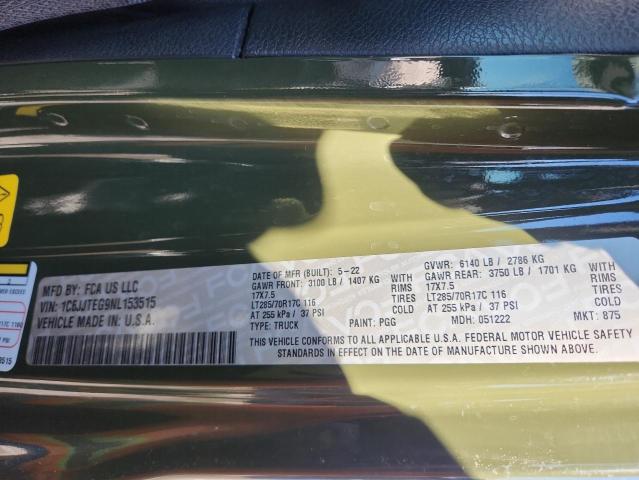 MFD BY: FCA US LLC
VIN: 1C6JJTEG9NL153515
VEHICLE MADE IN U.S.A.
DATE OF MFR (BUILT): 5-22
GAWR FRONT: 3100 LB / 1407 KG WITH
17X7.5 RIMS
LT285/70R17C 116 TIRES
AT 255 kPa / 37 PSI COLD
TYPE: TRUCK PAINT: PGG
GVWR: 6140 LB / 2786 KG
GAWR REAR: 3750 LB / 1701 KG WITH
17X7.5 RIMS
LT285/70R17C 116 TIRES
AT 255 kPa / 37 PSI COLD
MDH: 051222 MKT: 875
THIS VEHICLE CONFORMS TO ALL APPLICABLE U.S.A. FEDERAL MOTOR VEHICLE SAFETY
STANDARDS IN EFFECT ON THE DATE OF MANUFACTURE SHOWN ABOVE.